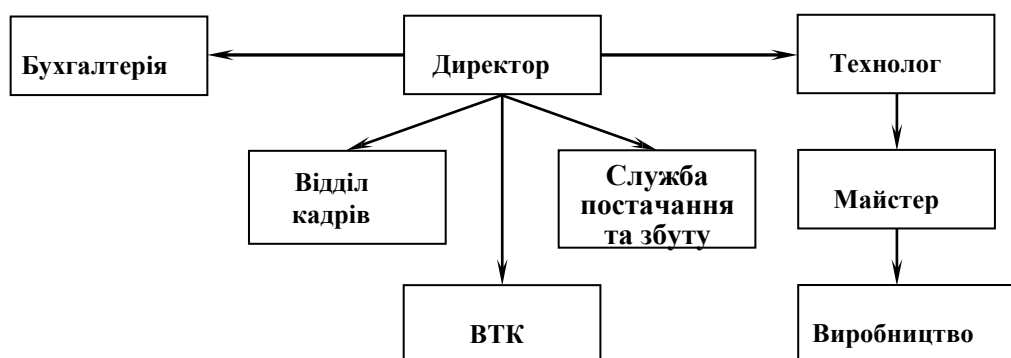 Бухгалтерія
Директор
Технолог
Відділ
кадрів
Служба
постачання
та збуту
Майстер
ВТК
Виробництво